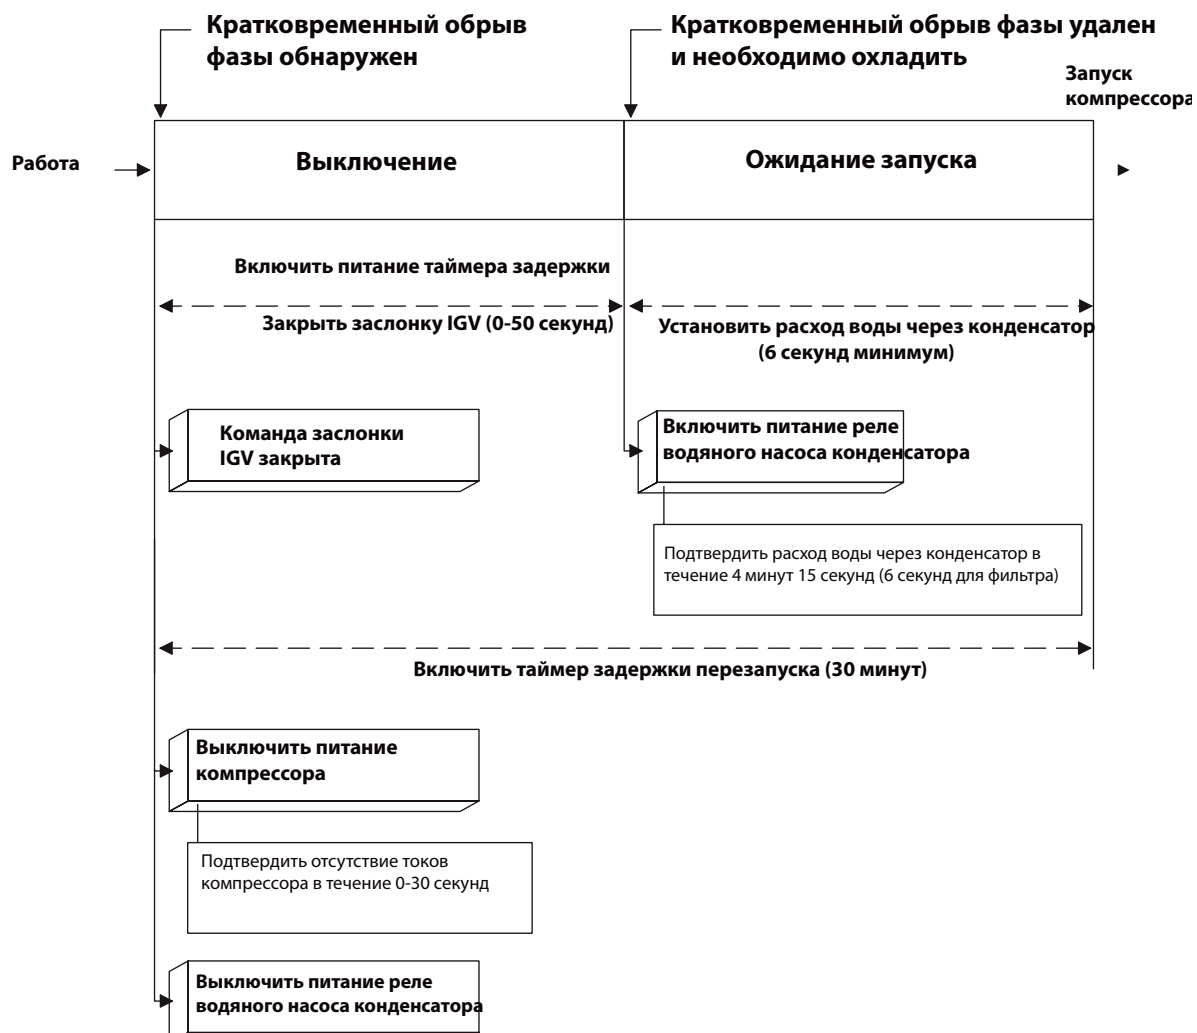 Кратковременный обрыв
фазы обнаружен
Кратковременный обрыв фазы удален
и необходимо охладить
Запуск
компрессора
Работа
Выключение
Ожидание запуска
Включить питание таймера задержки
Закрыть заслонку IGV (0-50 секунд)
Установить расход воды через конденсатор
(6 секунд минимум)
Команда заслонки
IGV закрыта
Включить питание реле
водяного насоса конденсатора
Подтвердить расход воды через конденсатор в
течение 4 минут 15 секунд (6 секунд для фильтра)
Включить таймер задержки перезапуска (30 минут)
Выключить питание
компрессора
Подтвердить отсутствие токов
компрессора в течение 0-30 секунд
Выключить питание реле
водяного насоса конденсатора